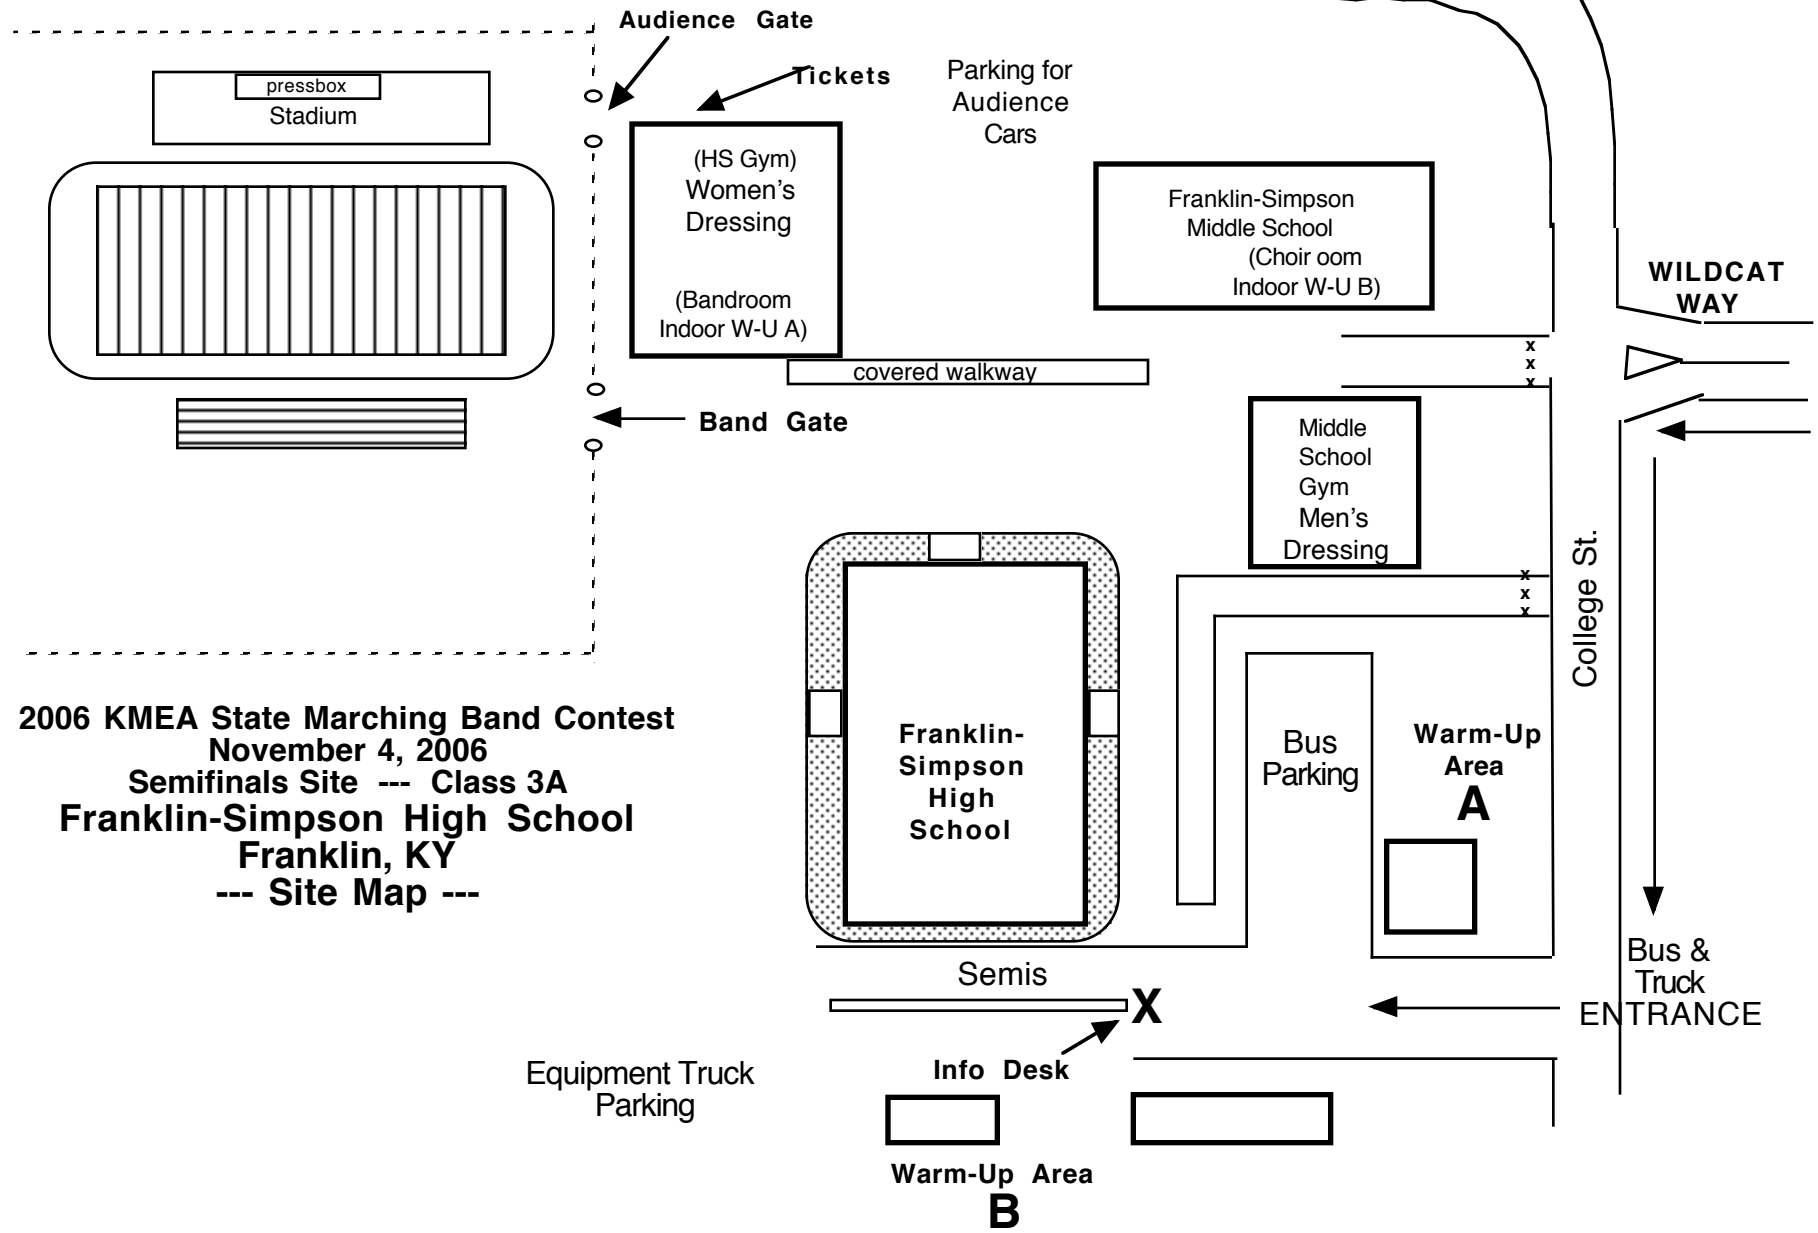 Audience Gate
Tickets
Parking for
Audience
Cars
pressbox
Stadium
(HS Gym)
Women's
Dressing
(Bandroom
Indoor W-U A)
Franklin-Simpson
Middle School
(Choir oom
Indoor W-U B)
WILDCAT
WAY
x
x
x
covered walkway
Band Gate
Middle
School
Gym
Men's
Dressing
x
x
x
College St.
2006 KMEA State Marching Band Contest
November 4, 2006
Semifinals Site --- Class 3A
Franklin-Simpson High School
Franklin, KY
--- Site Map ---
Franklin-
Simpson
High
School
Bus
Parking
Warm-Up
Area
A
Bus &
Truck
ENTRANCE
Semis
X
Info Desk
Equipment Truck
Parking
Warm-Up Area
B